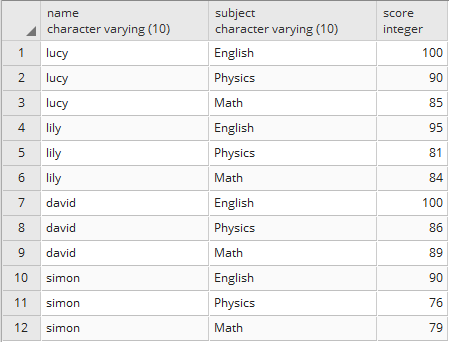 name subject score
character varying (10) character varying (10) integer
1 lucy English 100
2 lucy Physics 90
3 lucy Math 85
4 lily English 95
5 lily Physics 81
6 lily Math 84
7 david English 100
8 david Physics 86
9 david Math 89
10 simon English 90
11 simon Physics 76
12 simon Math 79